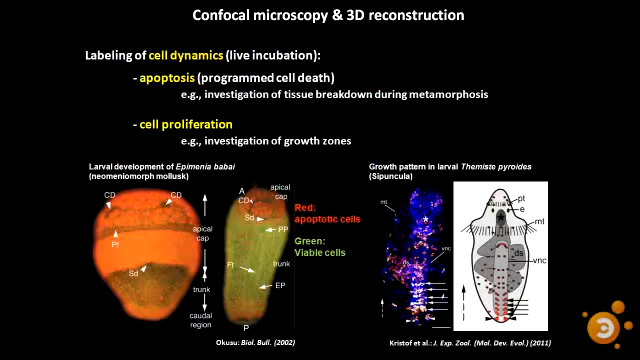 Confocal microscopy & 3D reconstruction
Labeling of cell dynamics (live incubation):
- apoptosis (programmed cell death)
e.g., investigation of tissue breakdown during metamorphosis
- cell proliferation
e.g., investigation of growth zones
Larval development of Epimenia babai
(neomeniomorph mollusk)
Growth pattern in larval Themiste pyroides
(Sipuncula)
CD
CD
Pt
Sd
apical
cap
trunk
caudal
region
A
CD
Sd
apical
cap
PP
Ft
trunk
EP
P
Red:
apoptotic cells
Green:
Viable cells
mt
*
vnc
pt
e
mt
ds
vnc
Okusu: Biol. Bull. (2002)
Kristof et al.: J. Exp. Zool. (Mol. Dev. Evol.) (2011)